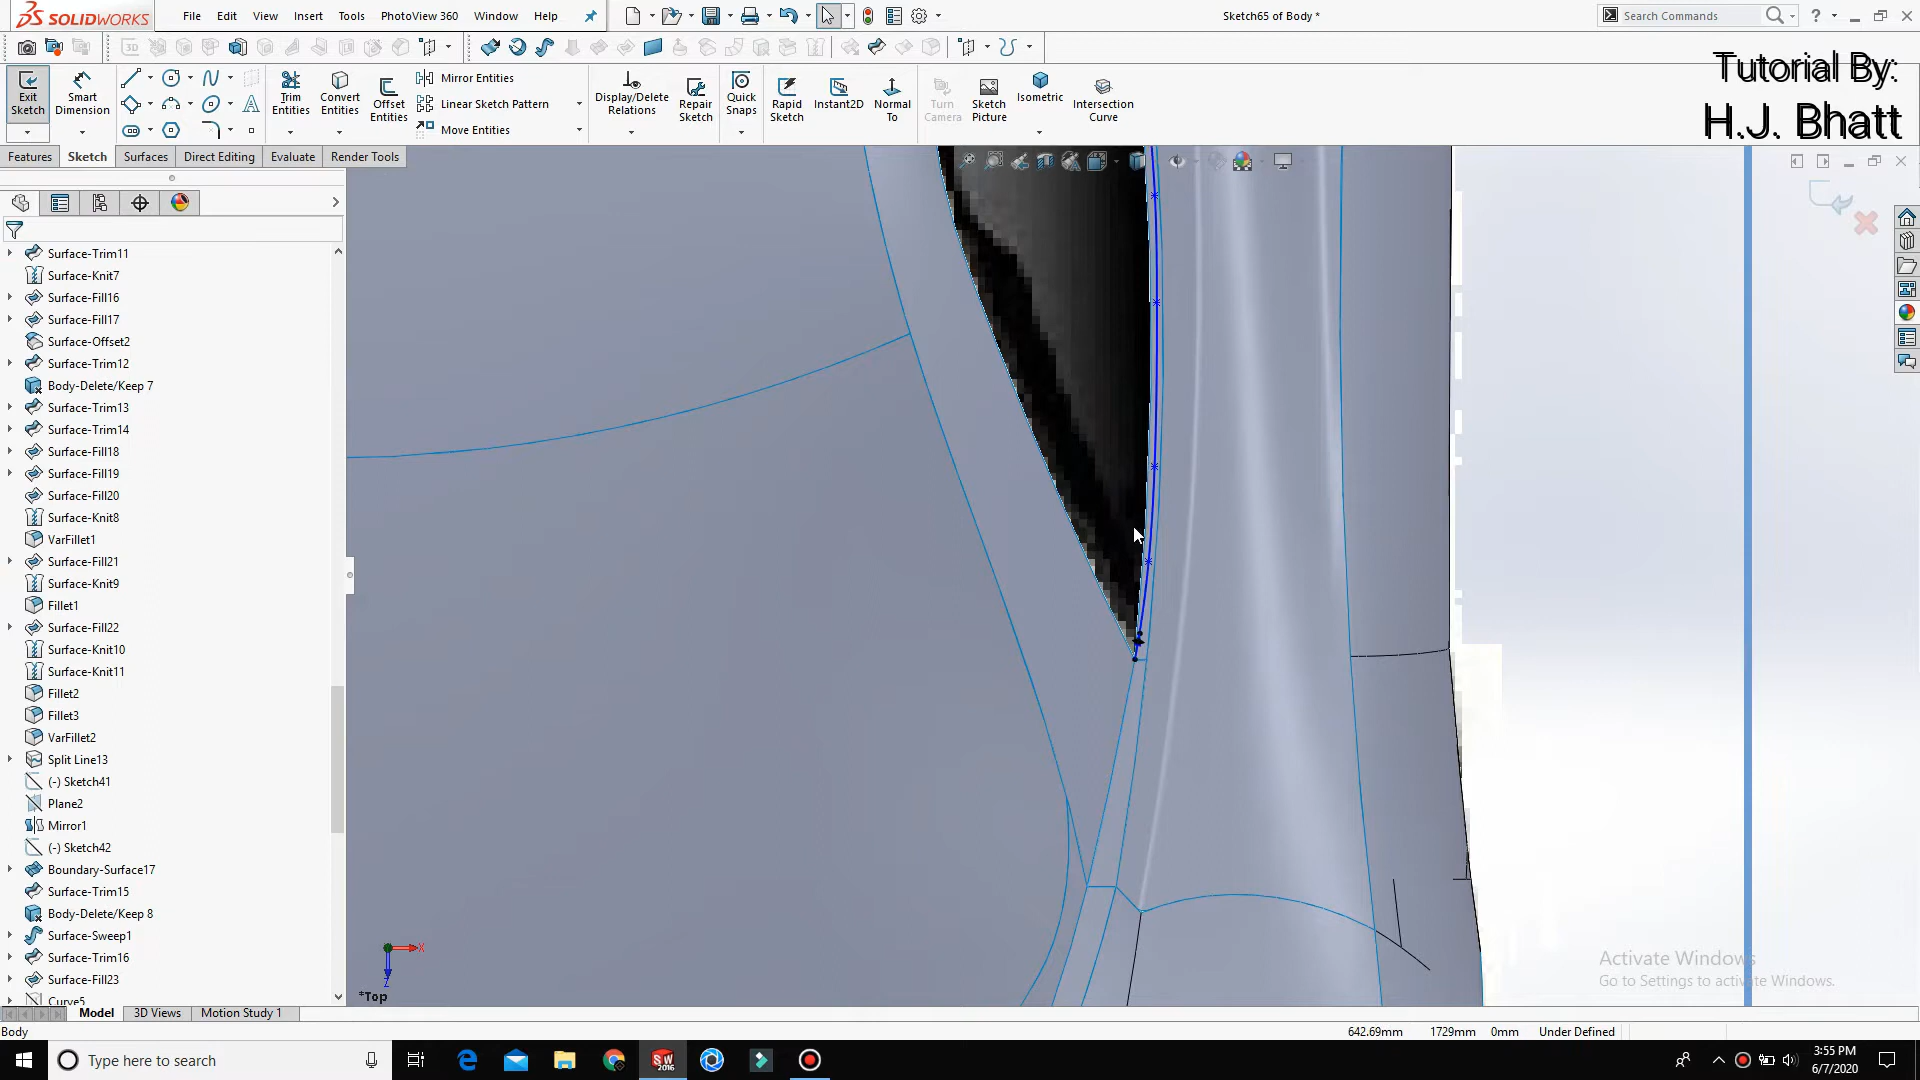 SOLIDWORKS
File
Edit
View
Insert
Tools
PhotoView 360
Window
Help
Sketch65 of Body *
Search Commands
Tutorial By:
H.J. Bhatt
Exit Sketch
Smart Dimension
Trim Entities
Convert Entities
Offset Entities
Mirror Entities
Linear Sketch Pattern
Move Entities
Display/Delete Relations
Repair Sketch
Quick Snaps
Rapid Sketch
Instant2D
Normal To
Turn Camera
Sketch Picture
Isometric
Intersection Curve
Features
Sketch
Surfaces
Direct Editing
Evaluate
Render Tools
Surface-Trim11
Surface-Knit7
Surface-Fill16
Surface-Fill17
Surface-Offset2
Surface-Trim12
Body-Delete/Keep 7
Surface-Trim13
Surface-Trim14
Surface-Fill18
Surface-Fill19
Surface-Fill20
Surface-Knit8
VarFillet1
Surface-Fill21
Surface-Knit9
Fillet1
Surface-Fill22
Surface-Knit10
Surface-Knit11
Fillet2
Fillet3
VarFillet2
Split Line13
(-) Sketch41
Plane2
Mirror1
(-) Sketch42
Boundary-Surface17
Surface-Trim15
Body-Delete/Keep 8
Surface-Sweep1
Surface-Trim16
Surface-Fill23
Curve5
X
Z
*Top
Activate Windows
Go to Settings to activate Windows.
Model
3D Views
Motion Study 1
Body
642.69mm
1729mm
0mm
Under Defined
Type here to search
SW
2016
3:55 PM
6/7/2020